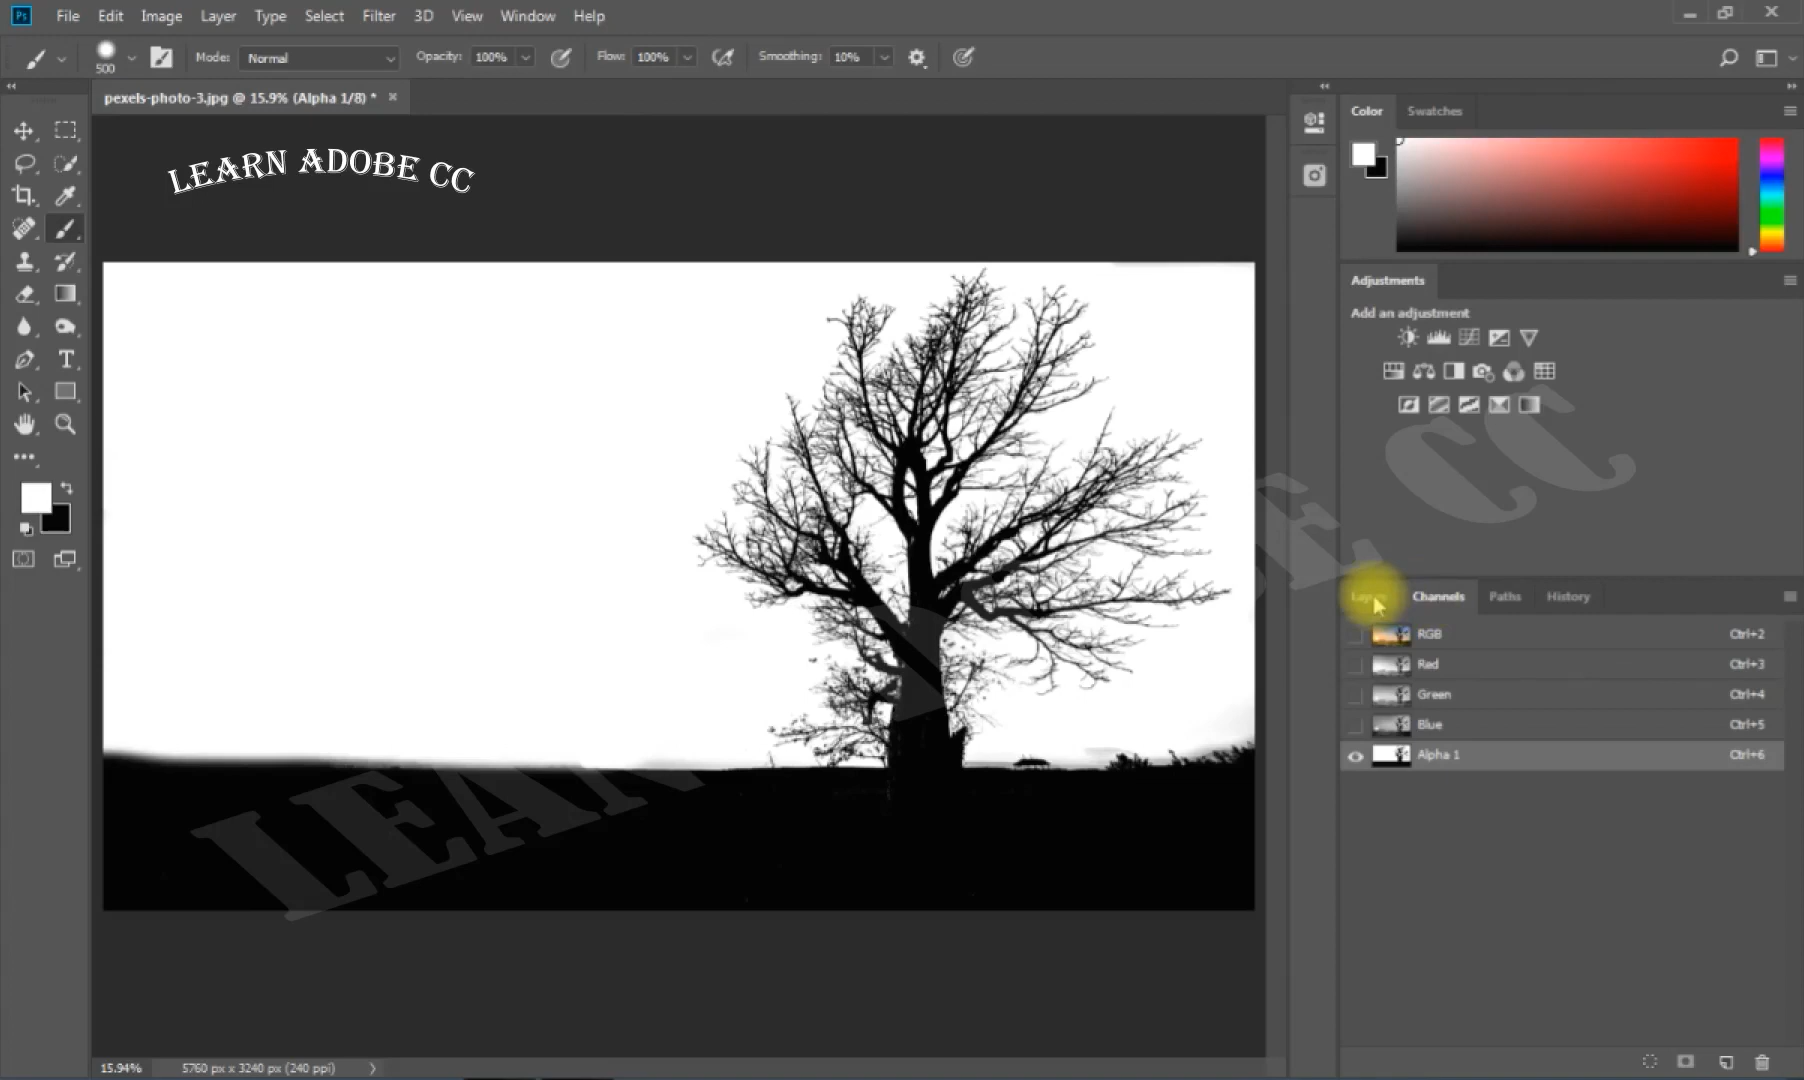 Ps File Edit Image Layer Type Select Filter 3D View Window Help
500 Mode: Normal Opacity: 100% Flow: 100% Smoothing: 10%
pexels-photo-3.jpg @ 15.9% (Alpha 1/8) *
LEARN ADOBE CC
Color Swatches
Adjustments
Add an adjustment
Layers Channels Paths History
RGB Ctrl+2
Red Ctrl+3
Green Ctrl+4
Blue Ctrl+5
Alpha 1 Ctrl+6
15.94% 5760 px x 3240 px (240 ppi)